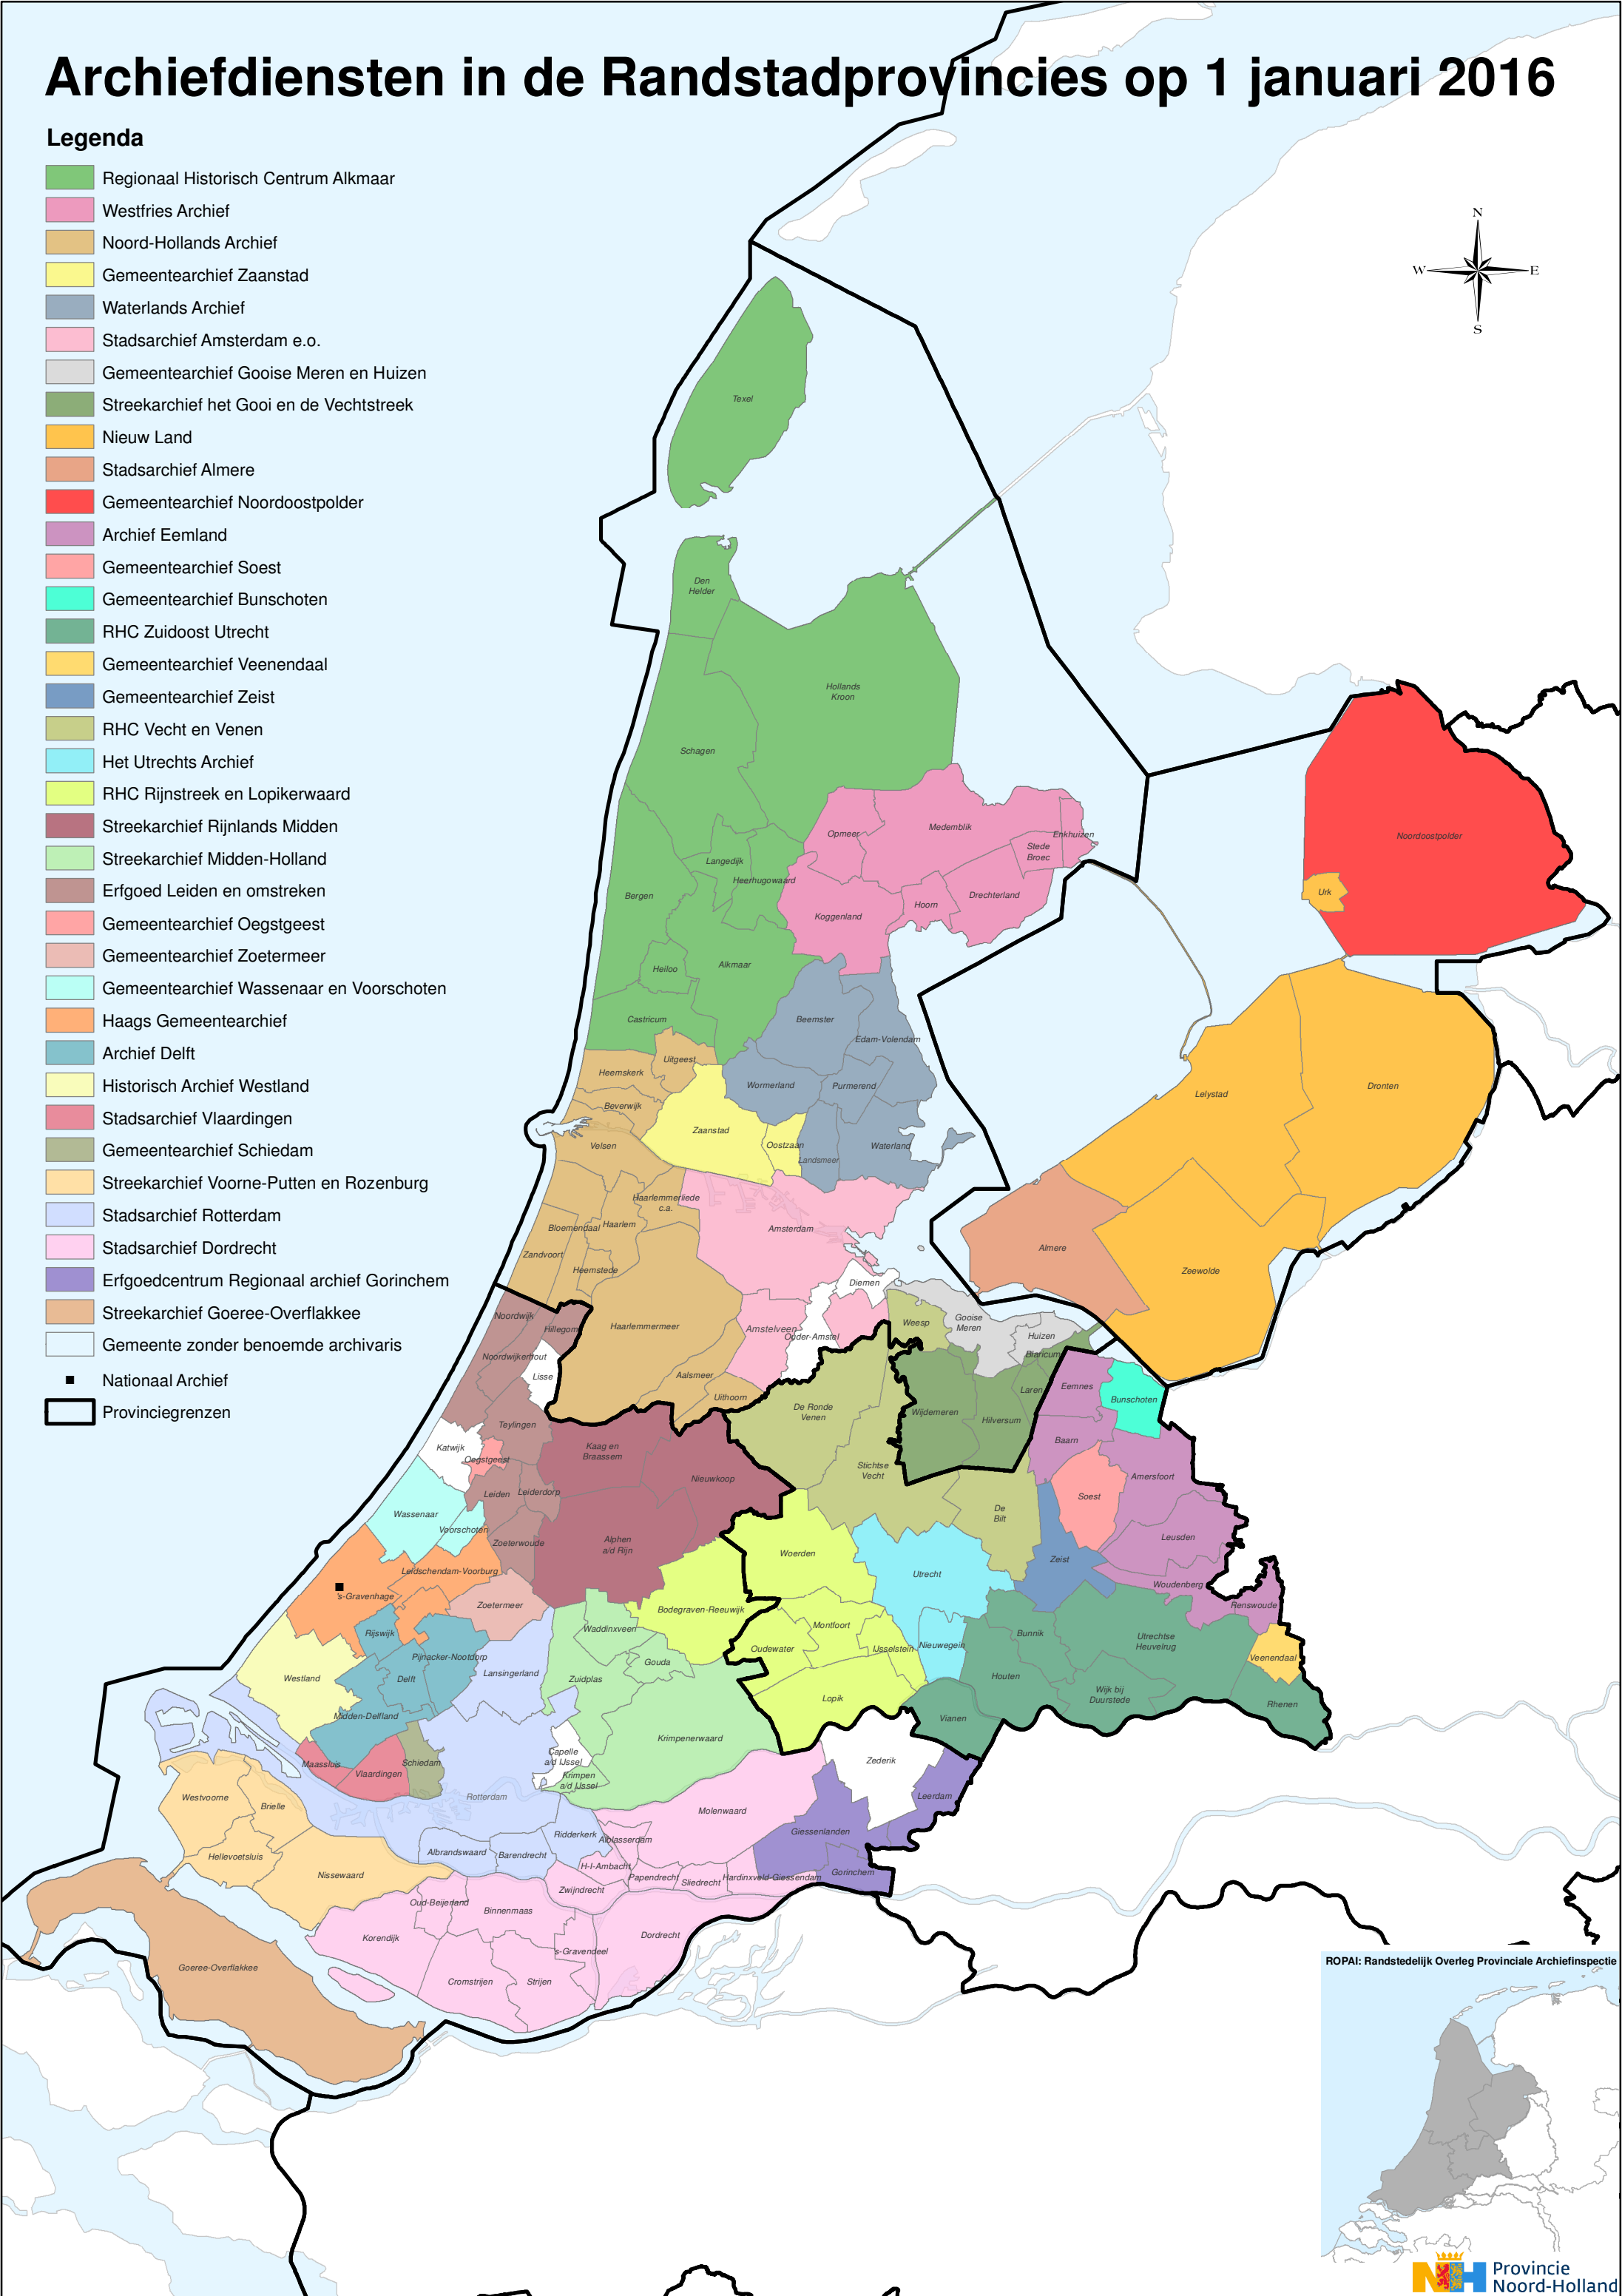 Archiefdiensten in de Randstadprovincies op 1 januari 2016
Legenda
Regionaal Historisch Centrum Alkmaar
Westfries Archief
Noord-Hollands Archief
Gemeentearchief Zaanstad
Waterlands Archief
Stadsarchief Amsterdam e.o.
Gemeentearchief Gooise Meren en Huizen
Streekarchief het Gooi en de Vechtstreek
Nieuw Land
Stadsarchief Almere
Gemeentearchief Noordoostpolder
Archief Eemland
Gemeentearchief Soest
Gemeentearchief Bunschoten
RHC Zuidoost Utrecht
Gemeentearchief Veenendaal
Gemeentearchief Zeist
RHC Vecht en Venen
Het Utrechts Archief
RHC Rijnstreek en Lopikerwaard
Streekarchief Rijnlands Midden
Streekarchief Midden-Holland
Erfgoed Leiden en omstreken
Gemeentearchief Oegstgeest
Gemeentearchief Zoetermeer
Gemeentearchief Wassenaar en Voorschoten
Haags Gemeentearchief
Archief Delft
Historisch Archief Westland
Stadsarchief Vlaardingen
Gemeentearchief Schiedam
Streekarchief Voorne-Putten en Rozenburg
Stadsarchief Rotterdam
Stadsarchief Dordrecht
Erfgoedcentrum Regionaal archief Gorinchem
Streekarchief Goeree-Overflakkee
Gemeente zonder benoemde archivaris
Nationaal Archief
Provinciegrenzen
N
W
E
S
Texel
Den
Helder
Hollands
Kroon
Schagen
Opmeer
Medemblik
Enkhuizen
Stede
Broec
Langedijk
Heerhugowaard
Drechterland
Hoorn
Bergen
Koggenland
Heiloo
Alkmaar
Castricum
Beemster
Edam-Volendam
Uitgeest
Heemskerk
Wormerland
Purmerend
Beverwijk
Zaanstad
Oostzaan
Landsmeer
Waterland
Velsen
Haarlemmerliede
c.a.
Haarlem
Bloemendaal
Zandvoort
Heemstede
Amsterdam
Diemen
Haarlemmermeer
Amstelveen
Ouder-Amstel
Weesp
Gooise
Meren
Huizen
Blaricum
Laren
Aalsmeer
Uithoorn
Wijdemeren
Hilversum
Noordoostpolder
Urk
Lelystad
Dronten
Almere
Zeewolde
Noordwijk
Hillegom
Noordwijkerhout
Lisse
Teylingen
Katwijk
Oegstgeest
Leiden
Leiderdorp
Kaag en
Braassem
Nieuwkoop
De Ronde
Venen
Stichtse
Vecht
De
Bilt
Eemnes
Bunschoten
Baarn
Amersfoort
Soest
Leusden
Zeist
Woudenberg
Renswoude
Wassenaar
Voorschoten
Zoeterwoude
Alphen
a/d Rijn
Woerden
Utrecht
Leidschendam-Voorburg
's-Gravenhage
Zoetermeer
Bodegraven-Reeuwijk
Waddinxveen
Montfoort
Oudewater
IJsselstein
Nieuwegein
Bunnik
Utrechtse
Heuvelrug
Veenendaal
Rijswijk
Pijnacker-Nootdorp
Delft
Westland
Lansingerland
Gouda
Zuidplas
Lopik
Houten
Wijk bij
Duurstede
Rhenen
Vianen
Midden-Delfland
Krimpenerwaard
Maassluis
Vlaardingen
Schiedam
Capelle
a/d IJssel
Krimpen
a/d IJssel
Zederik
Leerdam
Westvoorne
Brielle
Rotterdam
Molenwaard
Giessenlanden
Hellevoetsluis
Nissewaard
Albrandswaard
Barendrecht
Ridderkerk
Alblasserdam
H-I-Ambacht
Papendrecht
Sliedrecht
Hardinxveld-Giessendam
Gorinchem
Zwijndrecht
Oud-Beijerland
Binnenmaas
Korendijk
's-Gravendeel
Dordrecht
Cromstrijen
Strijen
Goeree-Overflakkee
ROPAI: Randstedelijk Overleg Provinciale Archiefinspectie
NH
Provincie
Noord-Holland